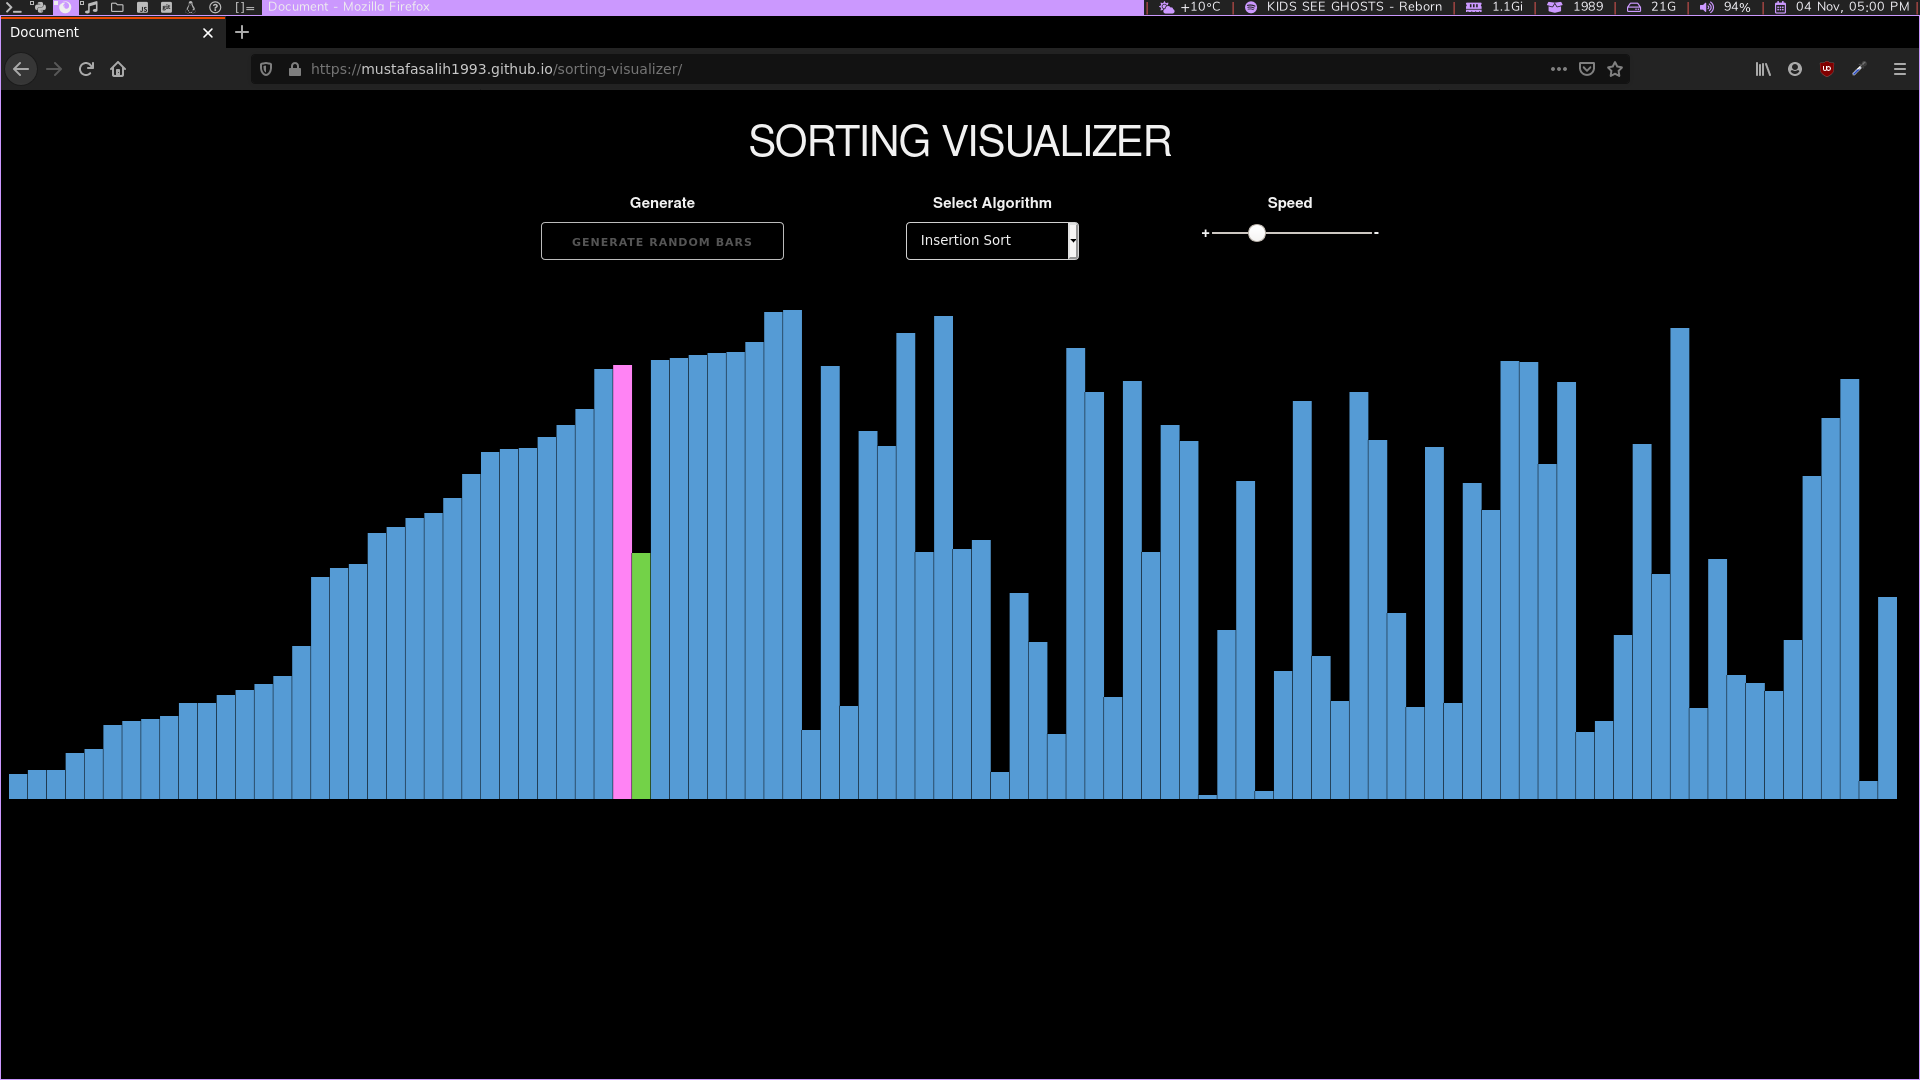 []= Document - Mozilla Firefox | +10°C | KIDS SEE GHOSTS - Reborn | 1.1Gi | 1989 | 21G | 94% | 04 Nov, 05:00 PM |
Document
https://mustafasalih1993.github.io/sorting-visualizer/
SORTING VISUALIZER
Generate Select Algorithm Speed
GENERATE RANDOM BARS Insertion Sort + -